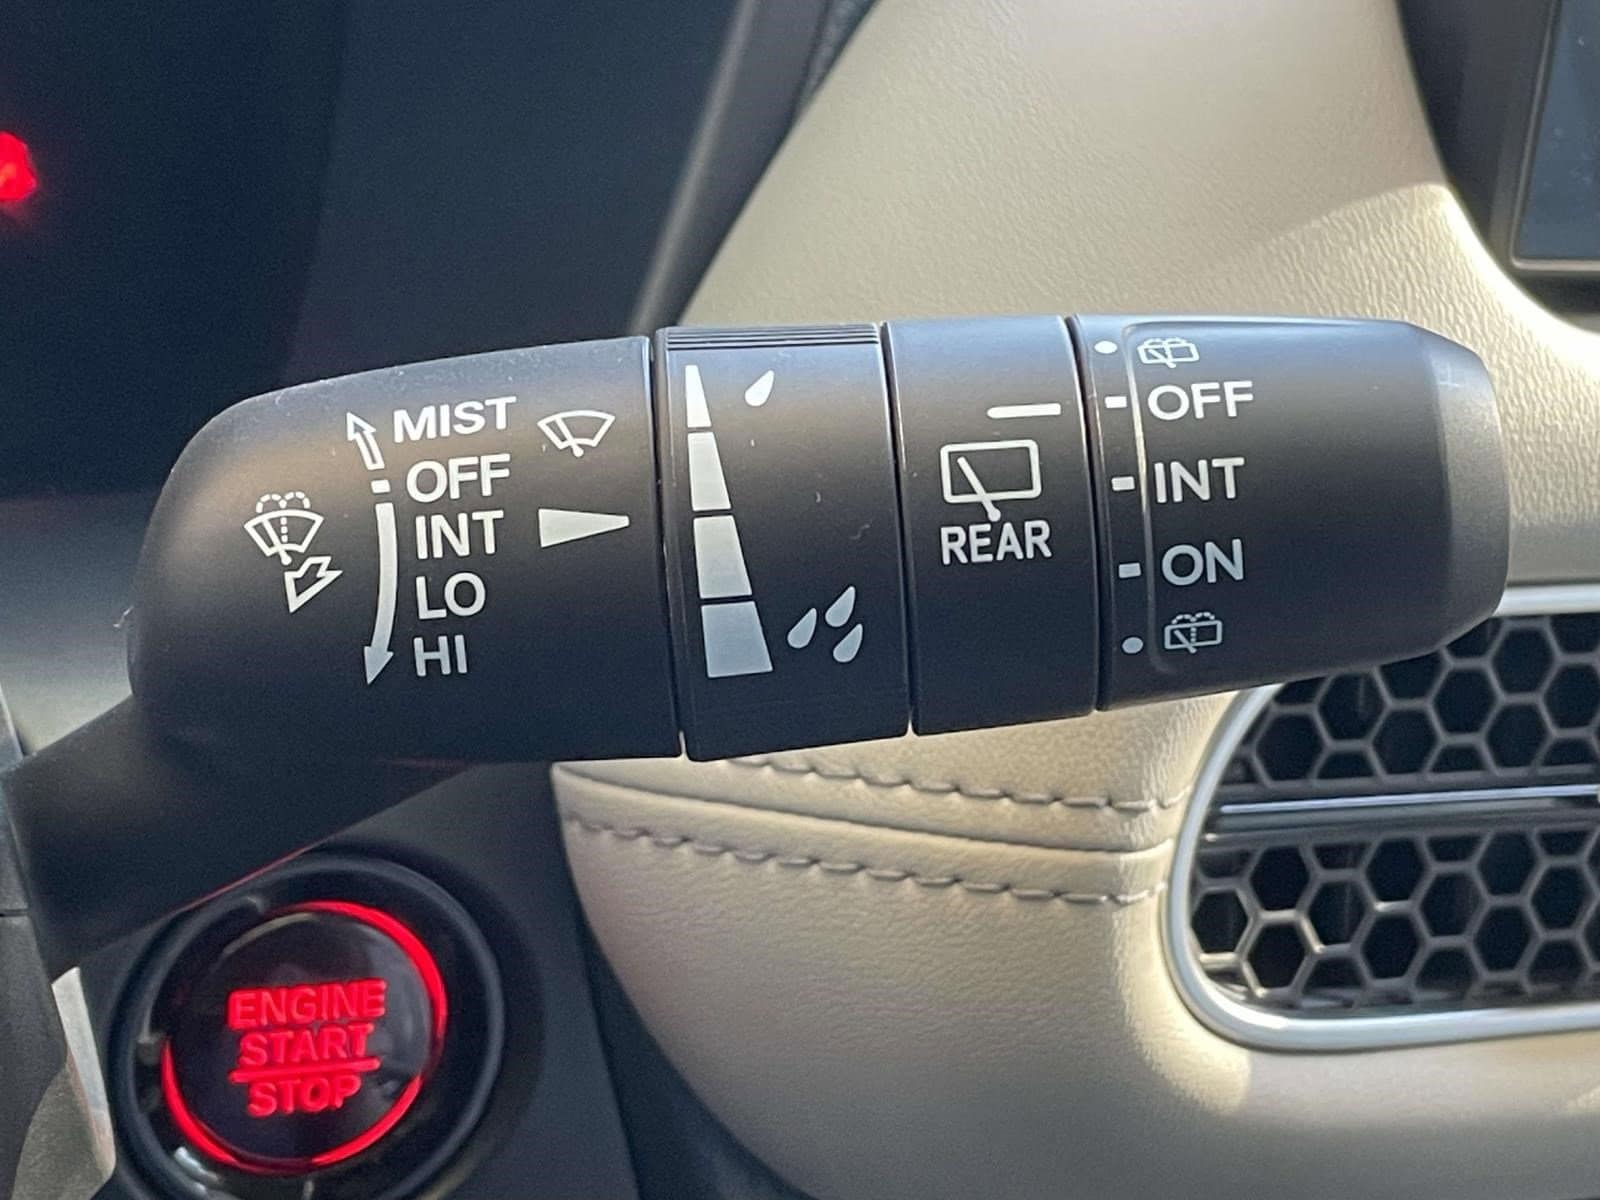 MIST
OFF
INT
LO
HI
REAR
OFF
INT
ON
ENGINE
START
STOP